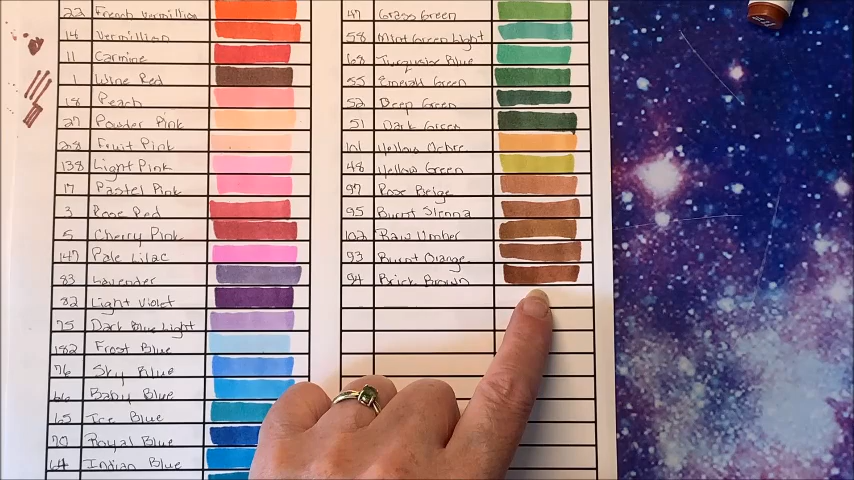 22 French Vermillion
14 Vermillion
11 Carmine
1 Wine Red
18 Peach
27 Powder Pink
28 Fruit Pink
138 Light Pink
17 Pastel Pink
3 Rose Red
5 Cherry Pink
147 Pale Lilac
83 Lavender
82 Light Violet
75 Dark Blue Light
182 Frost Blue
76 Sky Blue
66 Baby Blue
65 Ice Blue
70 Royal Blue
64 Indian Blue
47 Grass Green
58 Mint Green Light
68 Turquoise Blue
55 Emerald Green
52 Deep Green
51 Dark Green
101 Yellow Ochre
48 Yellow Green
97 Rose Beige
95 Burnt Sienna
102 Raw Umber
93 Burnt Orange
94 Brick Brown